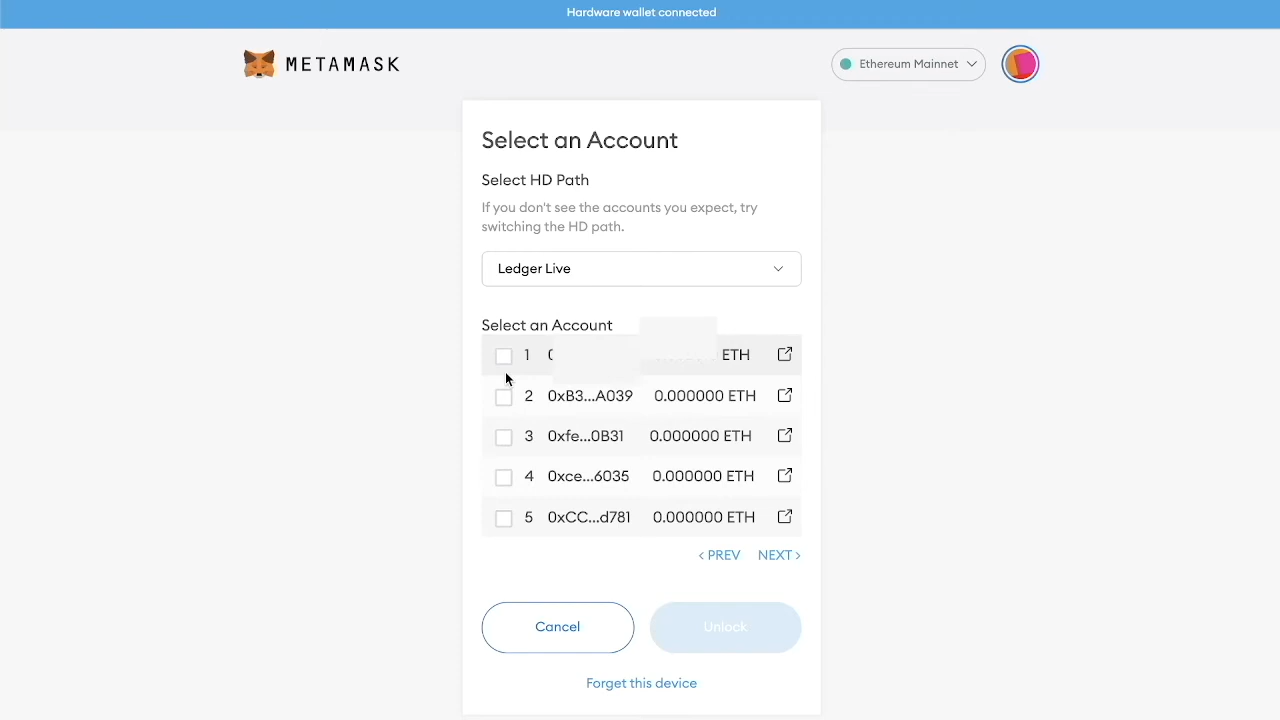 Hardware wallet connected
METAMASK
Ethereum Mainnet
Select an Account
Select HD Path
If you don't see the accounts you expect, try
switching the HD path.
Ledger Live
Select an Account
1 ETH
2 0xB3...A039 0.000000 ETH
3 0xfe...0B31 0.000000 ETH
4 0xce...6035 0.000000 ETH
5 0xCC...d781 0.000000 ETH
< PREV NEXT >
Cancel Unlock
Forget this device